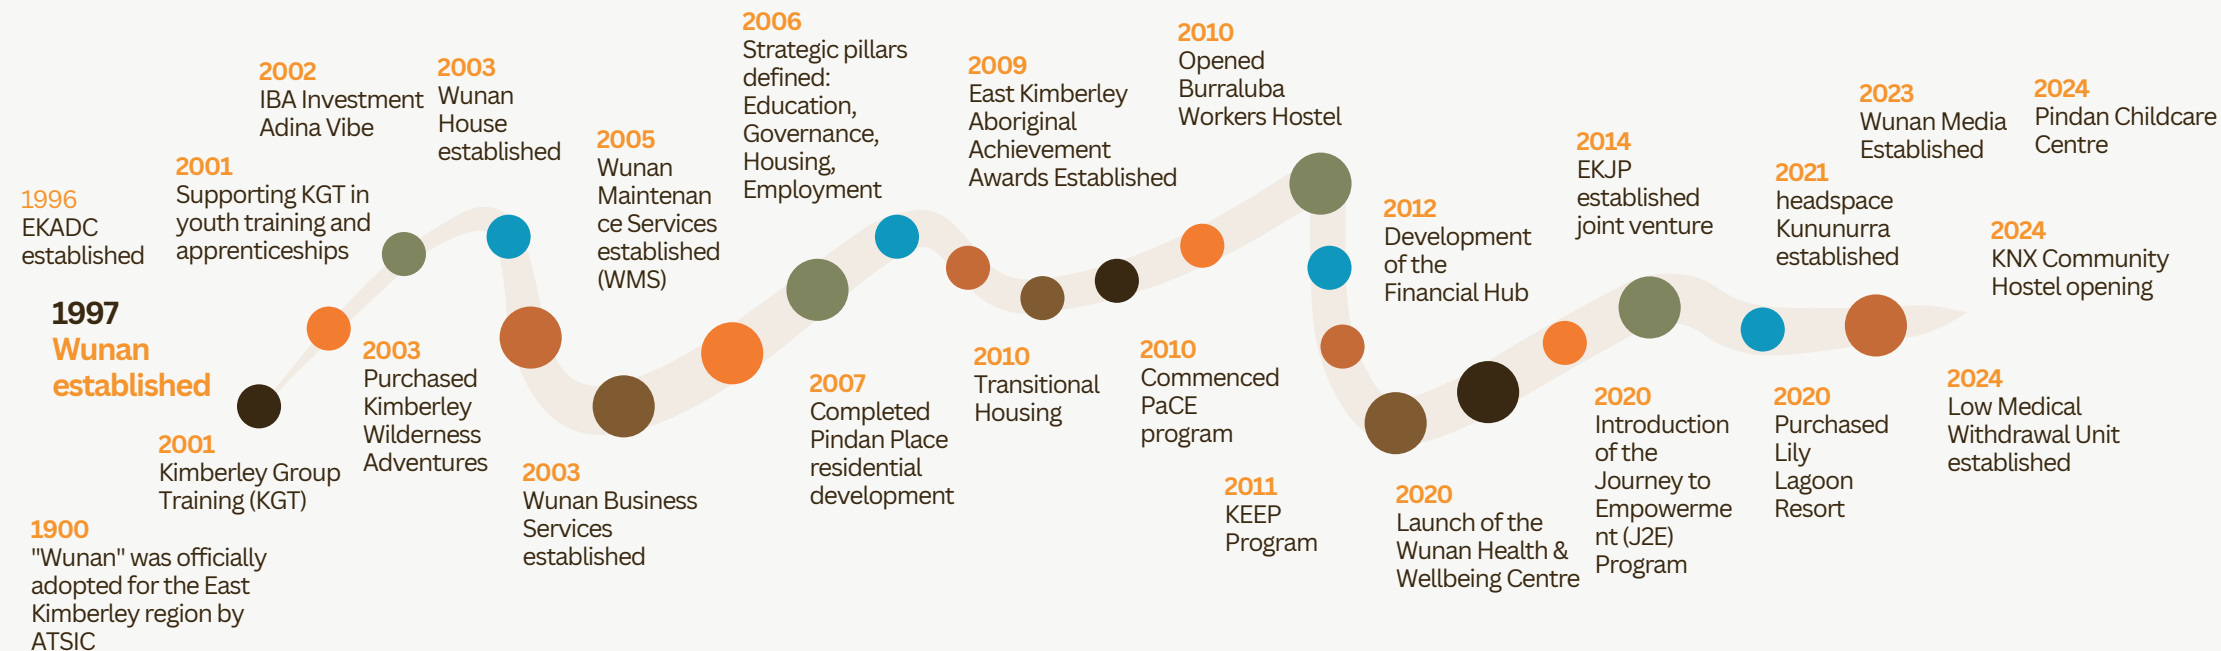 1996
EKADC
established
1997
Wunan
established
1900
"Wunan" was officially
adopted for the East
Kimberley region by
ATSIC
2001
Kimberley Group
Training (KGT)
2001
Supporting KGT in
youth training and
apprenticeships
2002
IBA Investment
Adina Vibe
2003
Purchased
Kimberley
Wilderness
Adventures
2003
Wunan
House
established
2003
Wunan Business
Services
established
2005
Wunan
Maintenan
ce Services
established
(WMS)
2006
Strategic pillars
defined:
Education,
Governance,
Housing,
Employment
2007
Completed
Pindan Place
residential
development
2009
East Kimberley
Aboriginal
Achievement
Awards Established
2010
Transitional
Housing
2010
Commenced
PaCE
program
2010
Opened
Burraluba
Workers Hostel
2011
KEEP
Program
2012
Development
of the
Financial Hub
2014
EKJP
established
joint venture
2020
Launch of the
Wunan Health &
Wellbeing Centre
2020
Introduction
of the
Journey to
Empowerme
nt (J2E)
Program
2020
Purchased
Lily
Lagoon
Resort
2021
headspace
Kununurra
established
2023
Wunan Media
Established
2024
Pindan Childcare
Centre
2024
KNX Community
Hostel opening
2024
Low Medical
Withdrawal Unit
established